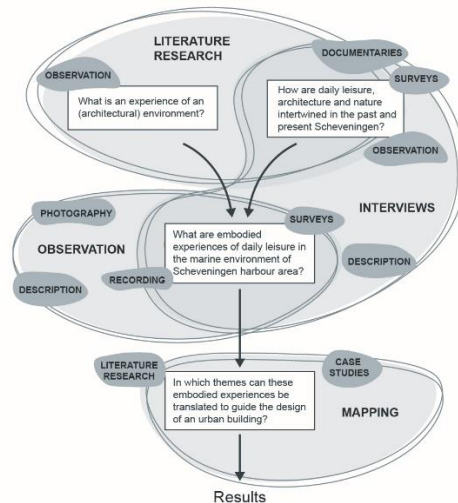 LITERATURE
RESEARCH
DOCUMENTARIES
OBSERVATION
SURVEYS
What is an experience of an
(architectural) environment?
How are daily leisure,
architecture and nature
intertwined in the past and
present Scheveningen?
OBSERVATION
INTERVIEWS
PHOTOGRAPHY
SURVEYS
OBSERVATION
What are embodied
experiences of daily leisure in
the marine environment of
Scheveningen harbour area?
DESCRIPTION
RECORDING
DESCRIPTION
LITERATURE
RESEARCH
CASE
STUDIES
In which themes can these
embodied experiences be
translated to guide the design
of an urban building?
MAPPING
Results